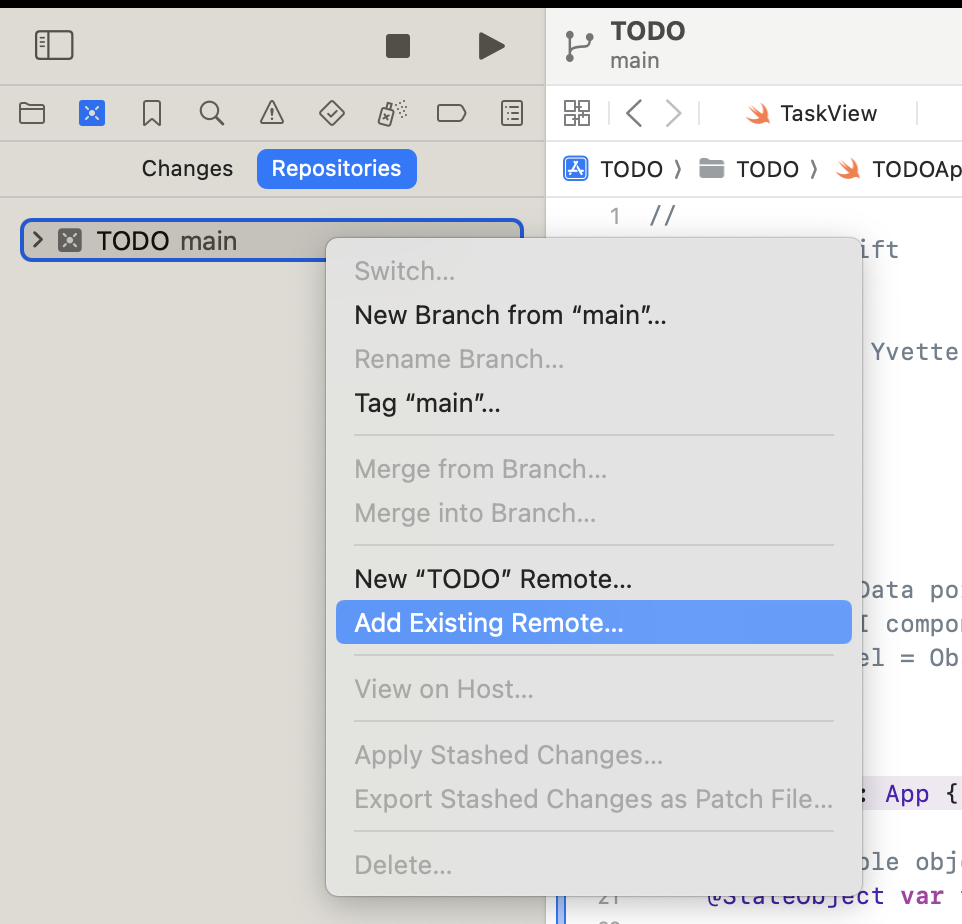 TODO
main
TaskView
Changes Repositories
TODO TODO TODOAp
1 //
TODO main
ift
Switch...
New Branch from “main”...
Yvette
Rename Branch...
Tag “main”...
Merge from Branch...
Merge into Branch...
New “TODO” Remote...
Data po
Add Existing Remote...
I compo
el = Ob
View on Host...
Apply Stashed Changes...
: App {
Export Stashed Changes as Patch File...
Delete...
ble obj
21 @StateObject var